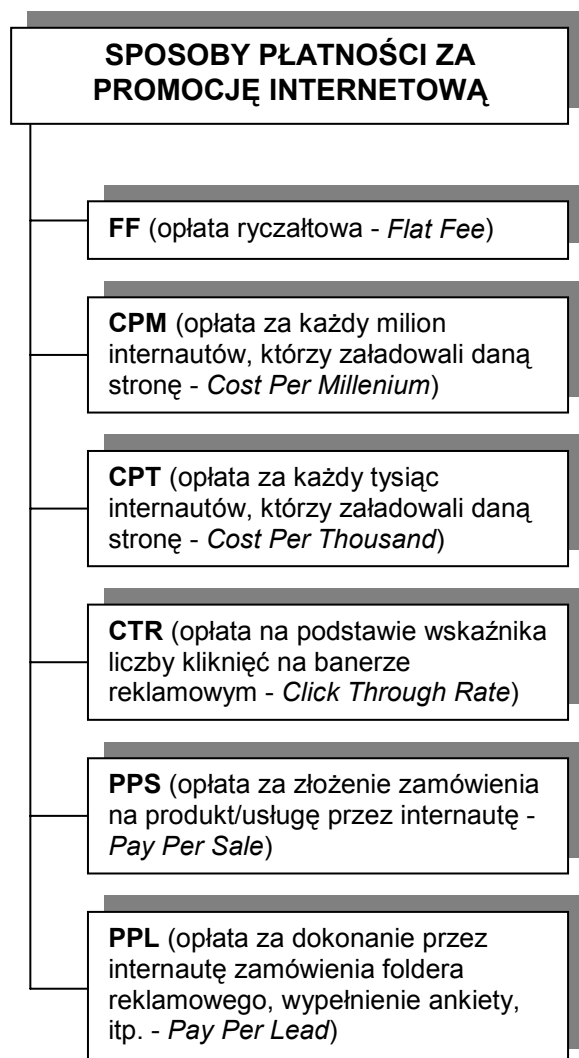 SPOSOBY PŁATNOŚCI ZA
PROMOCJĘ INTERNETOWĄ
FF (opłata ryczałtowa - Flat Fee)
CPM (opłata za każdy milion
internautów, którzy załadowali daną
stronę - Cost Per Millenium)
CPT (opłata za każdy tysiąc
internautów, którzy załadowali daną
stronę - Cost Per Thousand)
CTR (opłata na podstawie wskaźnika
liczby kliknięć na banerze
reklamowym - Click Through Rate)
PPS (opłata za złożenie zamówienia
na produkt/usługę przez internautę -
Pay Per Sale)
PPL (opłata za dokonanie przez
internautę zamówienia foldera
reklamowego, wypełnienie ankiety,
itp. - Pay Per Lead)